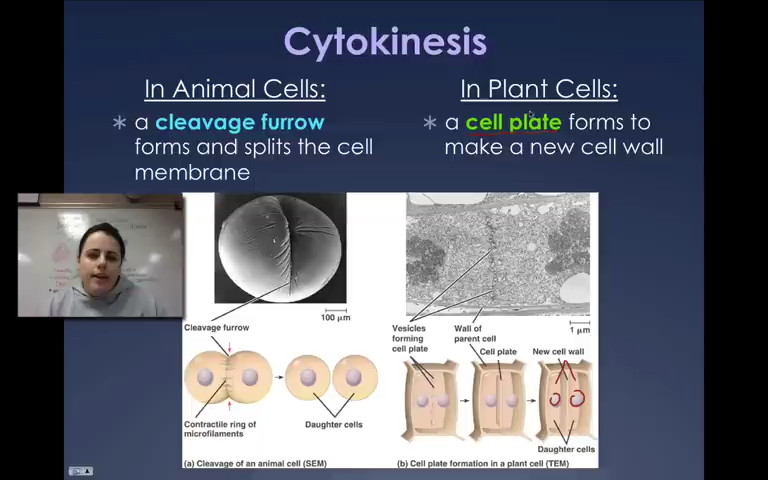 Cytokinesis
In Animal Cells:
* a cleavage furrow
forms and splits the cell
membrane
In Plant Cells:
* a cell plate forms to
make a new cell wall
100 µm
Cleavage furrow
Contractile ring of
microfilaments
Daughter cells
(a) Cleavage of an animal cell (SEM)
1 µm
Vesicles
forming
cell plate
Wall of
parent cell
Cell plate
New cell wall
Daughter cells
(b) Cell plate formation in a plant cell (TEM)